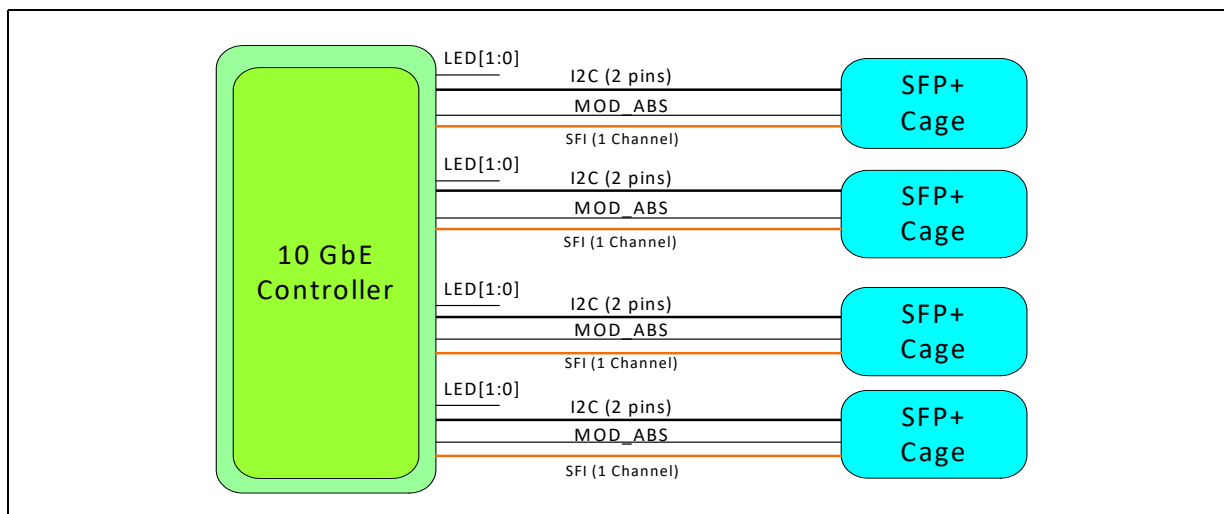 10 GbE
Controller
LED[1:0]
I2C (2 pins)
MOD_ABS
SFI (1 Channel)
SFP+
Cage
LED[1:0]
I2C (2 pins)
MOD_ABS
SFI (1 Channel)
SFP+
Cage
LED[1:0]
I2C (2 pins)
MOD_ABS
SFI (1 Channel)
SFP+
Cage
LED[1:0]
I2C (2 pins)
MOD_ABS
SFI (1 Channel)
SFP+
Cage